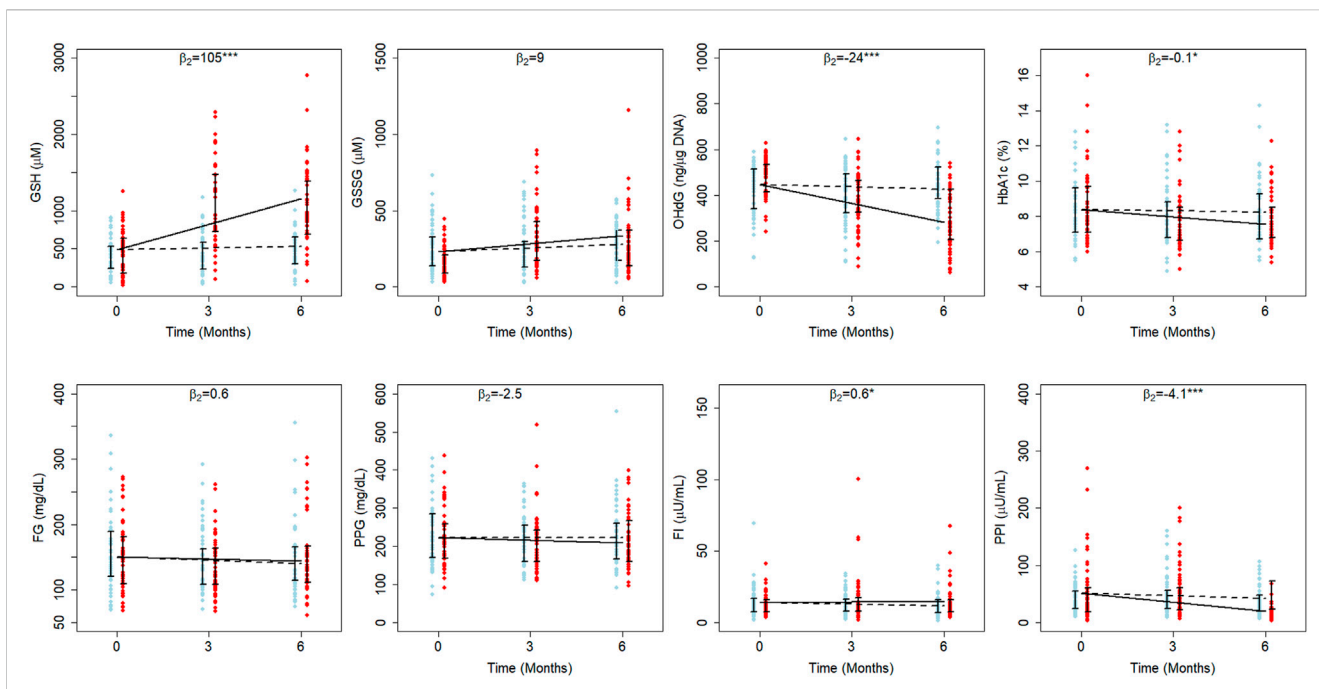 β2=105***
GSH (μM)
3000
2000
1000
500
0
0 3 6
Time (Months)
β2=9
GSSG (μM)
1500
1000
500
0
0 3 6
Time (Months)
β2=-24***
OHdG (ng/μg DNA)
1000
800
600
400
200
0
0 3 6
Time (Months)
β2=-0.1*
HbA1c (%)
16
14
12
10
8
6
4
0 3 6
Time (Months)
β2=0.6
FG (mg/dL)
400
300
200
150
100
50
0 3 6
Time (Months)
β2=-2.5
PPG (mg/dL)
600
500
400
300
200
100
0
0 3 6
Time (Months)
β2=0.6*
FI (μU/mL)
150
100
50
0
0 3 6
Time (Months)
β2=-4.1***
PPI (μU/mL)
400
300
200
100
50
0
0 3 6
Time (Months)